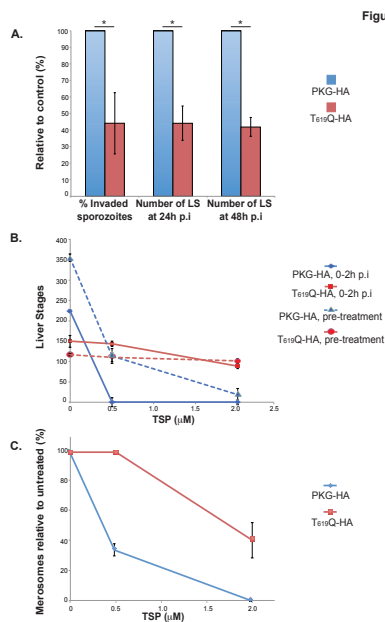 Figu
A.
Relative to control (%)
100
90
80
70
60
50
40
30
20
10
0
*
*
*
% Invaded sporozoites
Number of LS at 24h p.i
Number of LS at 48h p.i
PKG-HA
T619Q-HA
B.
Liver Stages
400
350
300
250
200
150
100
50
0
0
0.5
1.0
1.5
2.0
2.5
TSP (μM)
PKG-HA, 0-2h p.i
T619Q-HA, 0-2h p.i
PKG-HA, pre-treatment
T619Q-HA, pre-treatment
C.
Merosomes relative to untreated (%)
100
80
60
40
20
0
0
0.5
1.0
1.5
2.0
TSP (μM)
PKG-HA
T619Q-HA